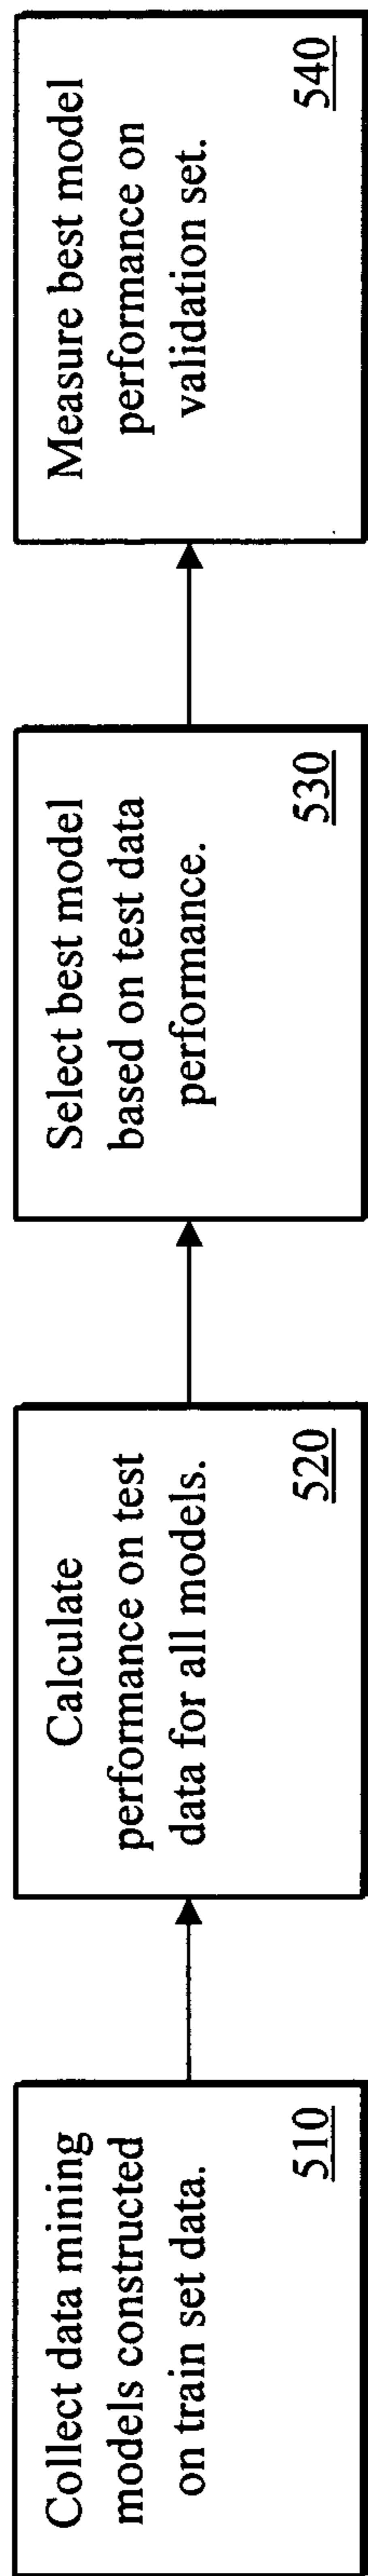 Collect data mining
models constructed
on train set data.
510
Calculate
performance on test
data for all models.
520
Select best model
based on test data
performance.
530
Measure best model
performance on
validation set.
540